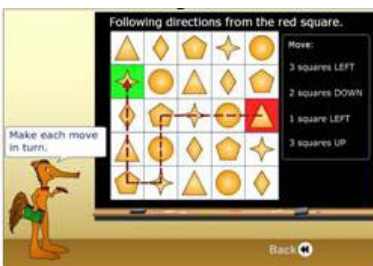 Following directions from the red square.
Move:
3 squares LEFT
2 squares DOWN
1 square LEFT
3 squares UP
Make each move
in turn.
Back